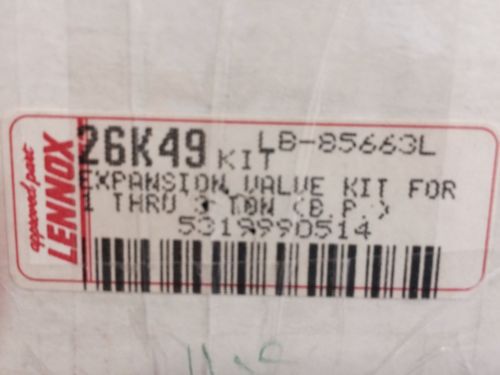 approved part
LENNOX
26K49 KIT LB-85663L
EXPANSION VALVE KIT FOR
1 THRU 3 TON (B.P.)
5319990514